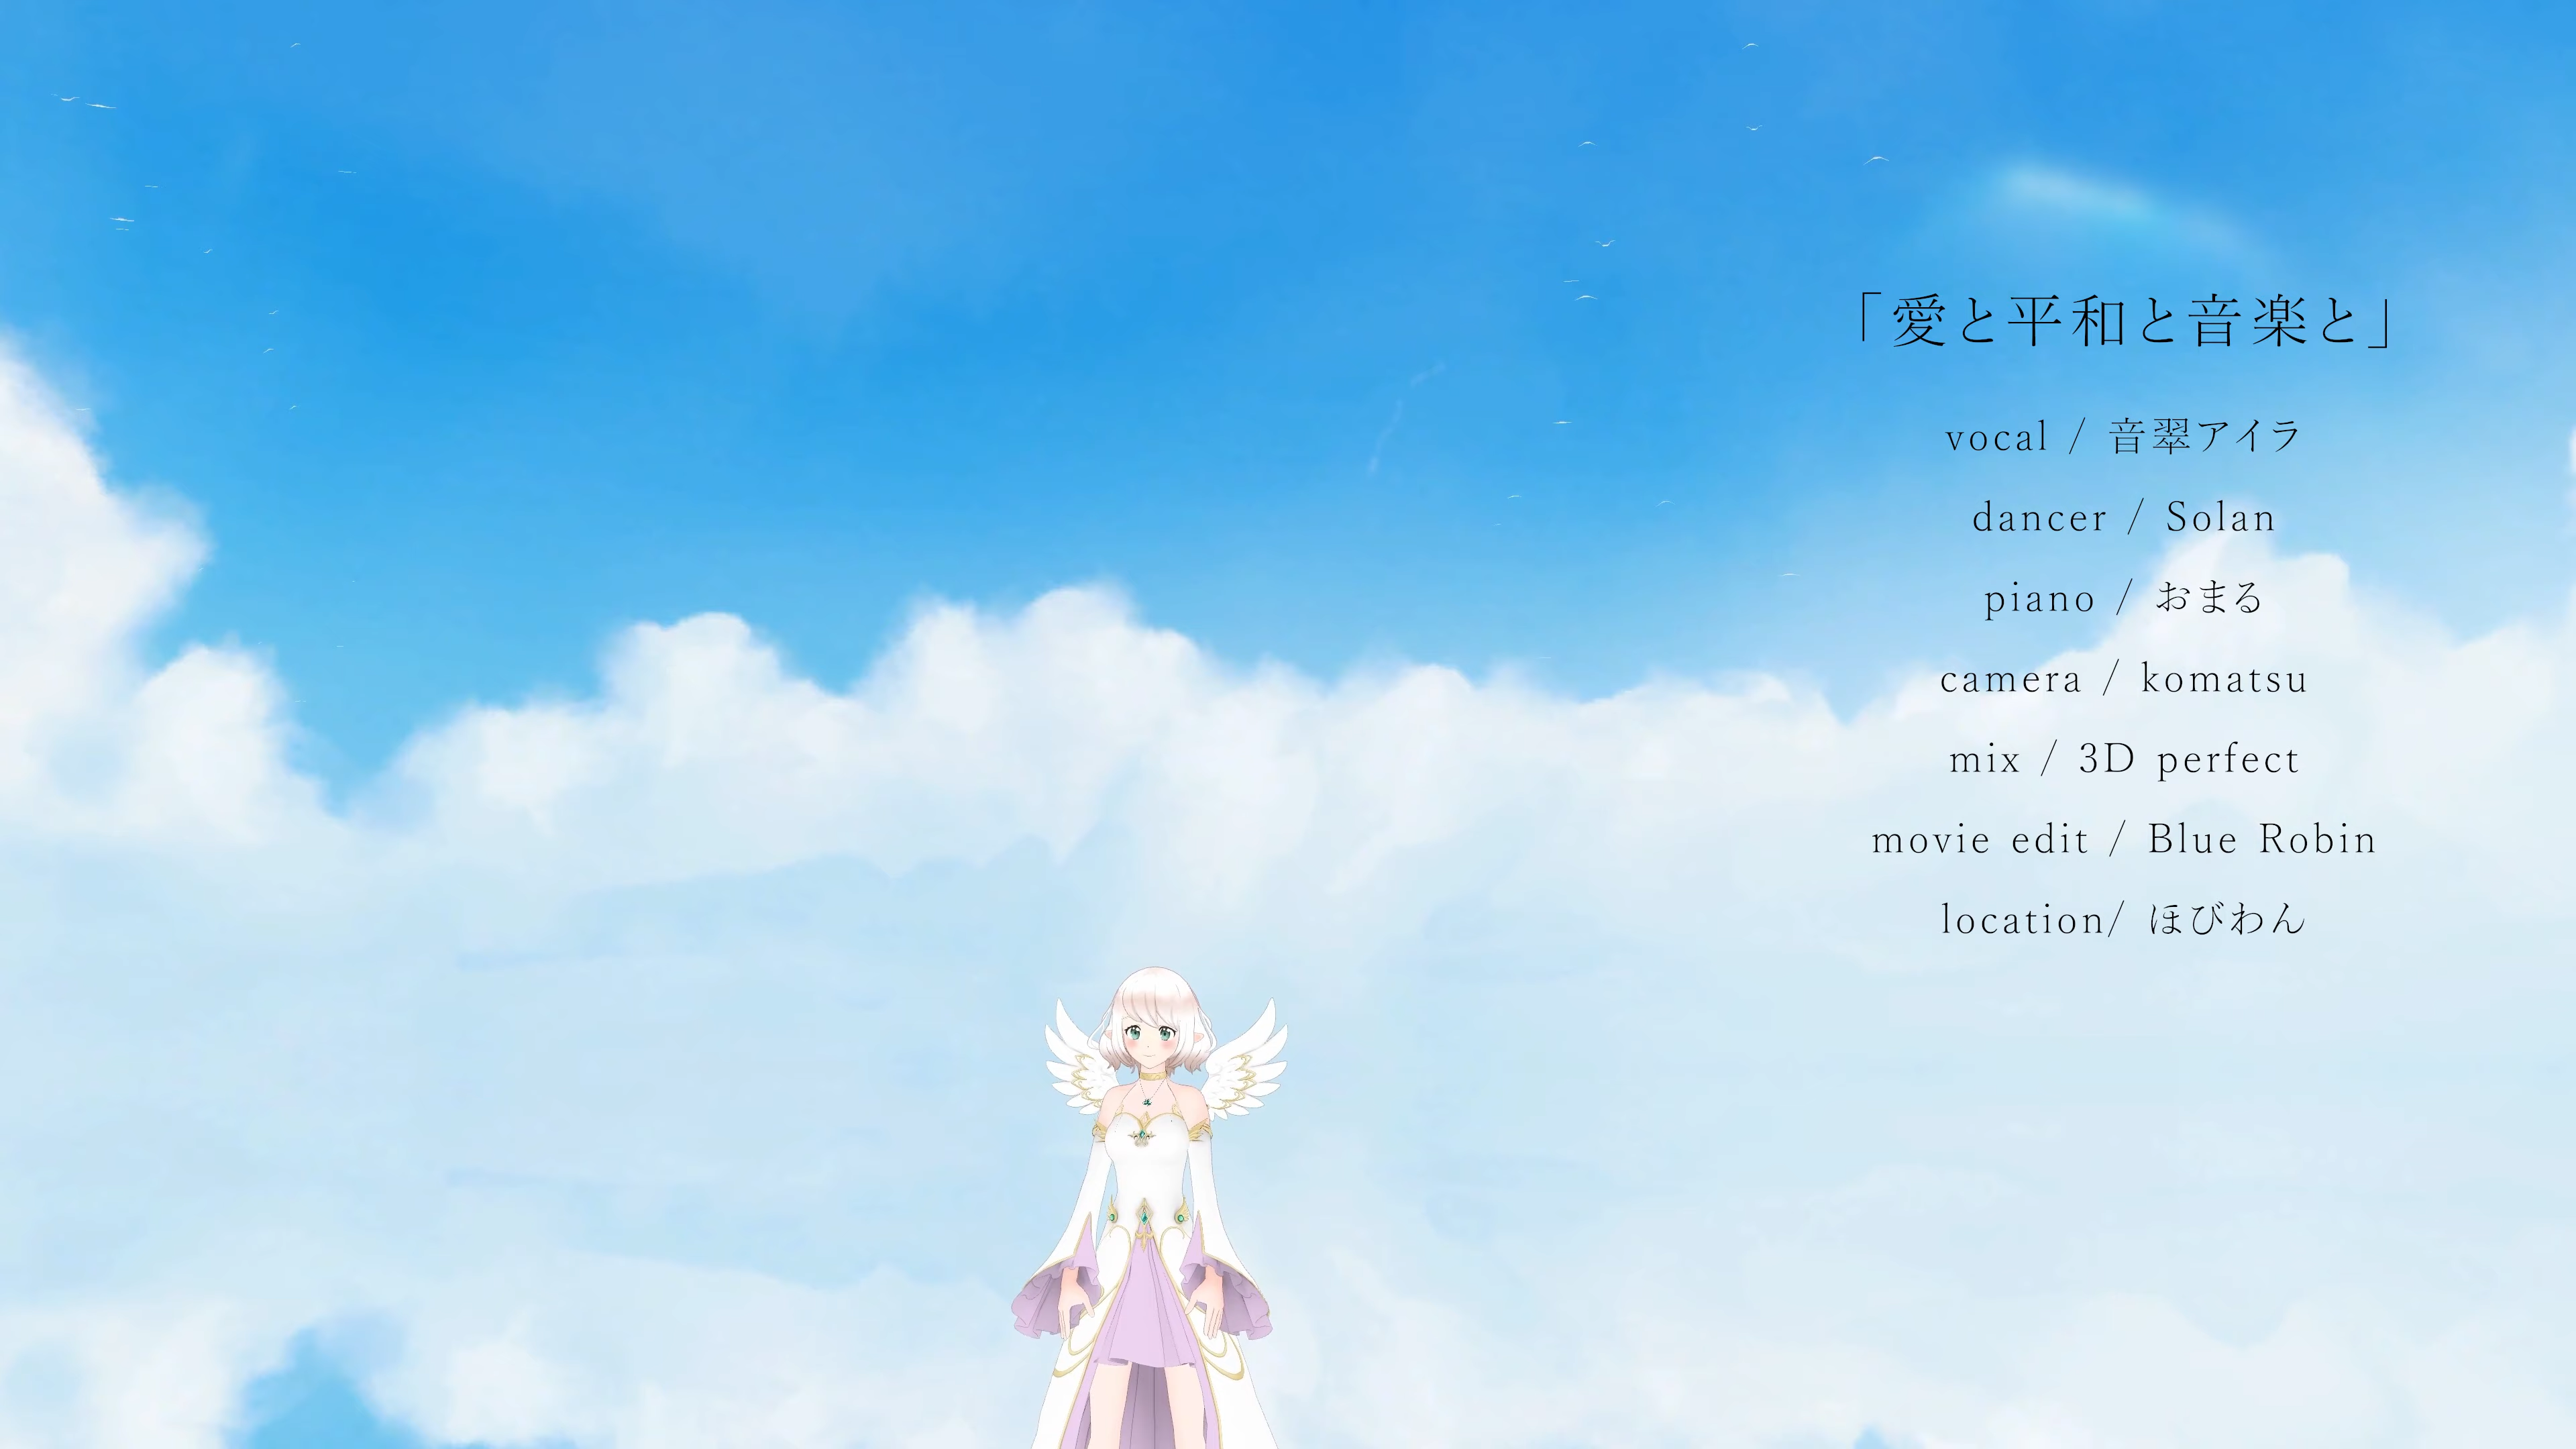 「愛と平和と音楽と」
vocal / 音翠アイラ
dancer / Solan
piano / おまる
camera / komatsu
mix / 3D perfect
movie edit / Blue Robin
location/ ほびわん